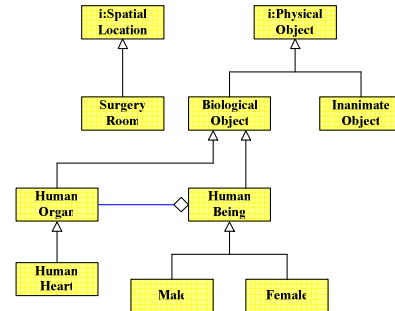 i:Spatial
Location
i:Physical
Object
Surgery
Room
Biological
Object
Inanimate
Object
Human
Organ
Human
Being
Human
Heart
Male
Female